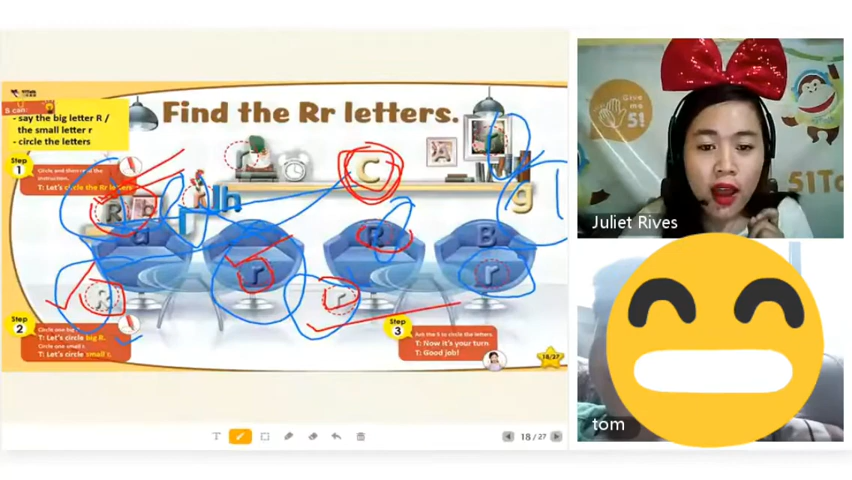 S can:
- say the big letter R /
the small letter r
- circle the letters
Find the Rr letters.
Step
1
Circle and then read the
instruction.
T: Let's circle the Rr letters
GIVE
me
5!
51Ta
Juliet Rives
r
A
C
R
b
h
g
a
R
B
R
r
r
r
Step
2
Circle one big
T: Let's circle big R.
Circle one small r.
T: Let's circle small r.
Step
3
Ask the S to circle the letters.
T: Now it's your turn
T: Good job!
18/27
tom
T
18 / 27